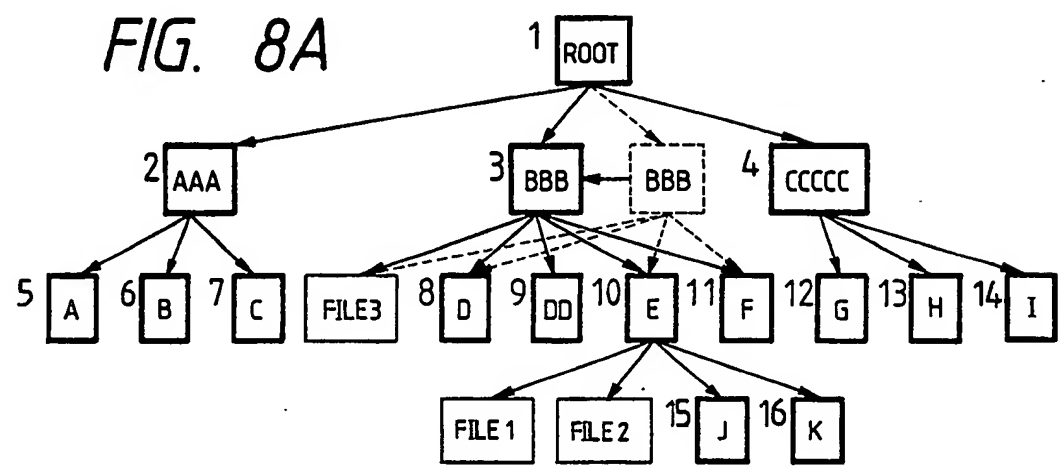 FIG. 8A
1 ROOT
2 AAA 3 BBB BBB 4 CCCCC
5 A 6 B 7 C FILE3 8 D 9 DD 10 E 11 F 12 G 13 H 14 I
FILE1 FILE2 15 J 16 K